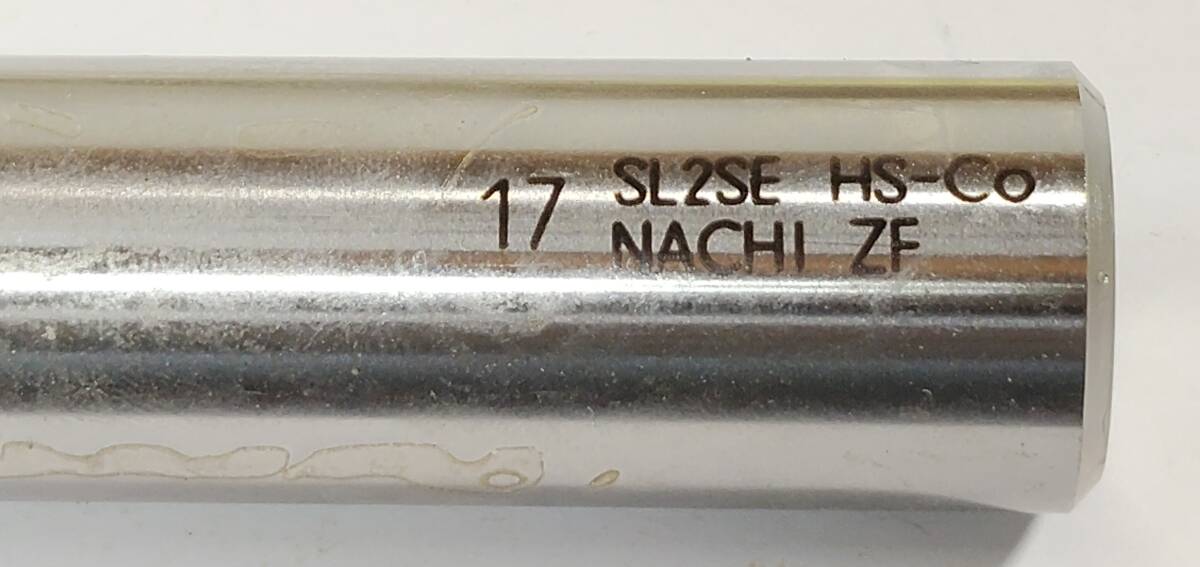 17
SL2SE HS-Co
NACHI ZF